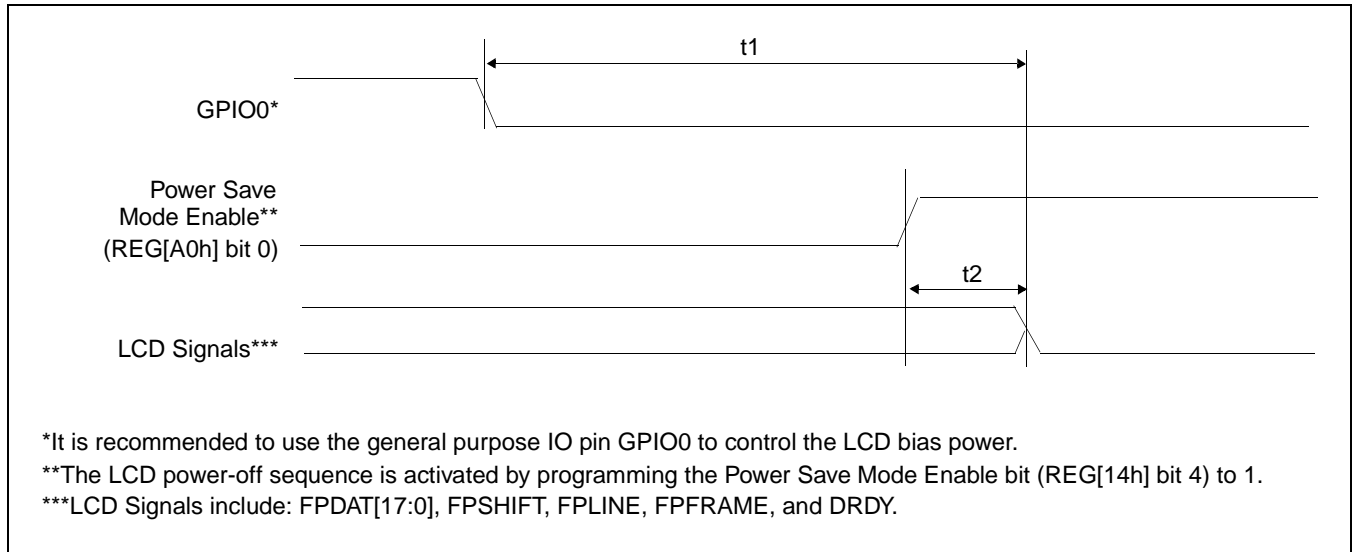 t1
GPIO0*
Power Save
Mode Enable**
(REG[A0h] bit 0)
t2
LCD Signals***
*It is recommended to use the general purpose IO pin GPIO0 to control the LCD bias power.
**The LCD power-off sequence is activated by programming the Power Save Mode Enable bit (REG[14h] bit 4) to 1.
***LCD Signals include: FPDAT[17:0], FPSHIFT, FPLINE, FPFRAME, and DRDY.